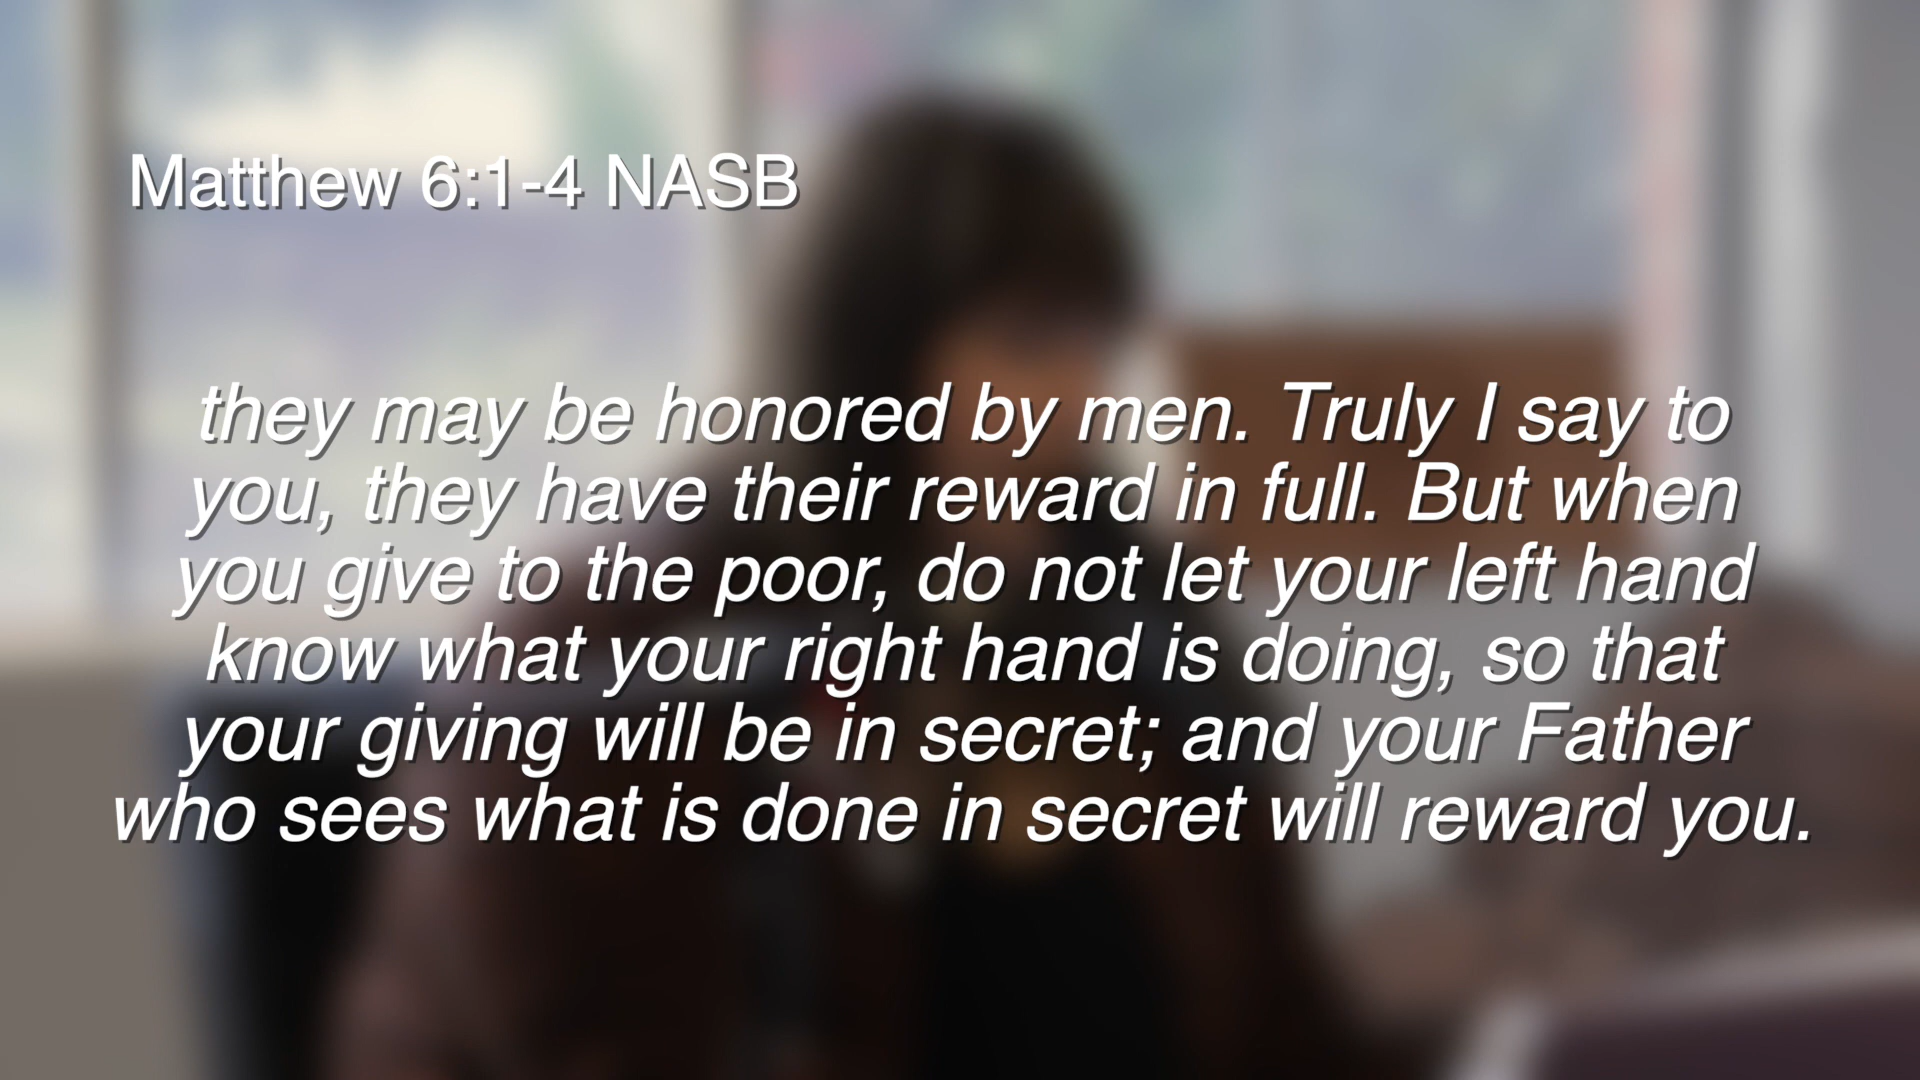 Matthew 6:1-4 NASB
they may be honored by men. Truly I say to
you, they have their reward in full. But when
you give to the poor, do not let your left hand
know what your right hand is doing, so that
your giving will be in secret; and your Father
who sees what is done in secret will reward you.